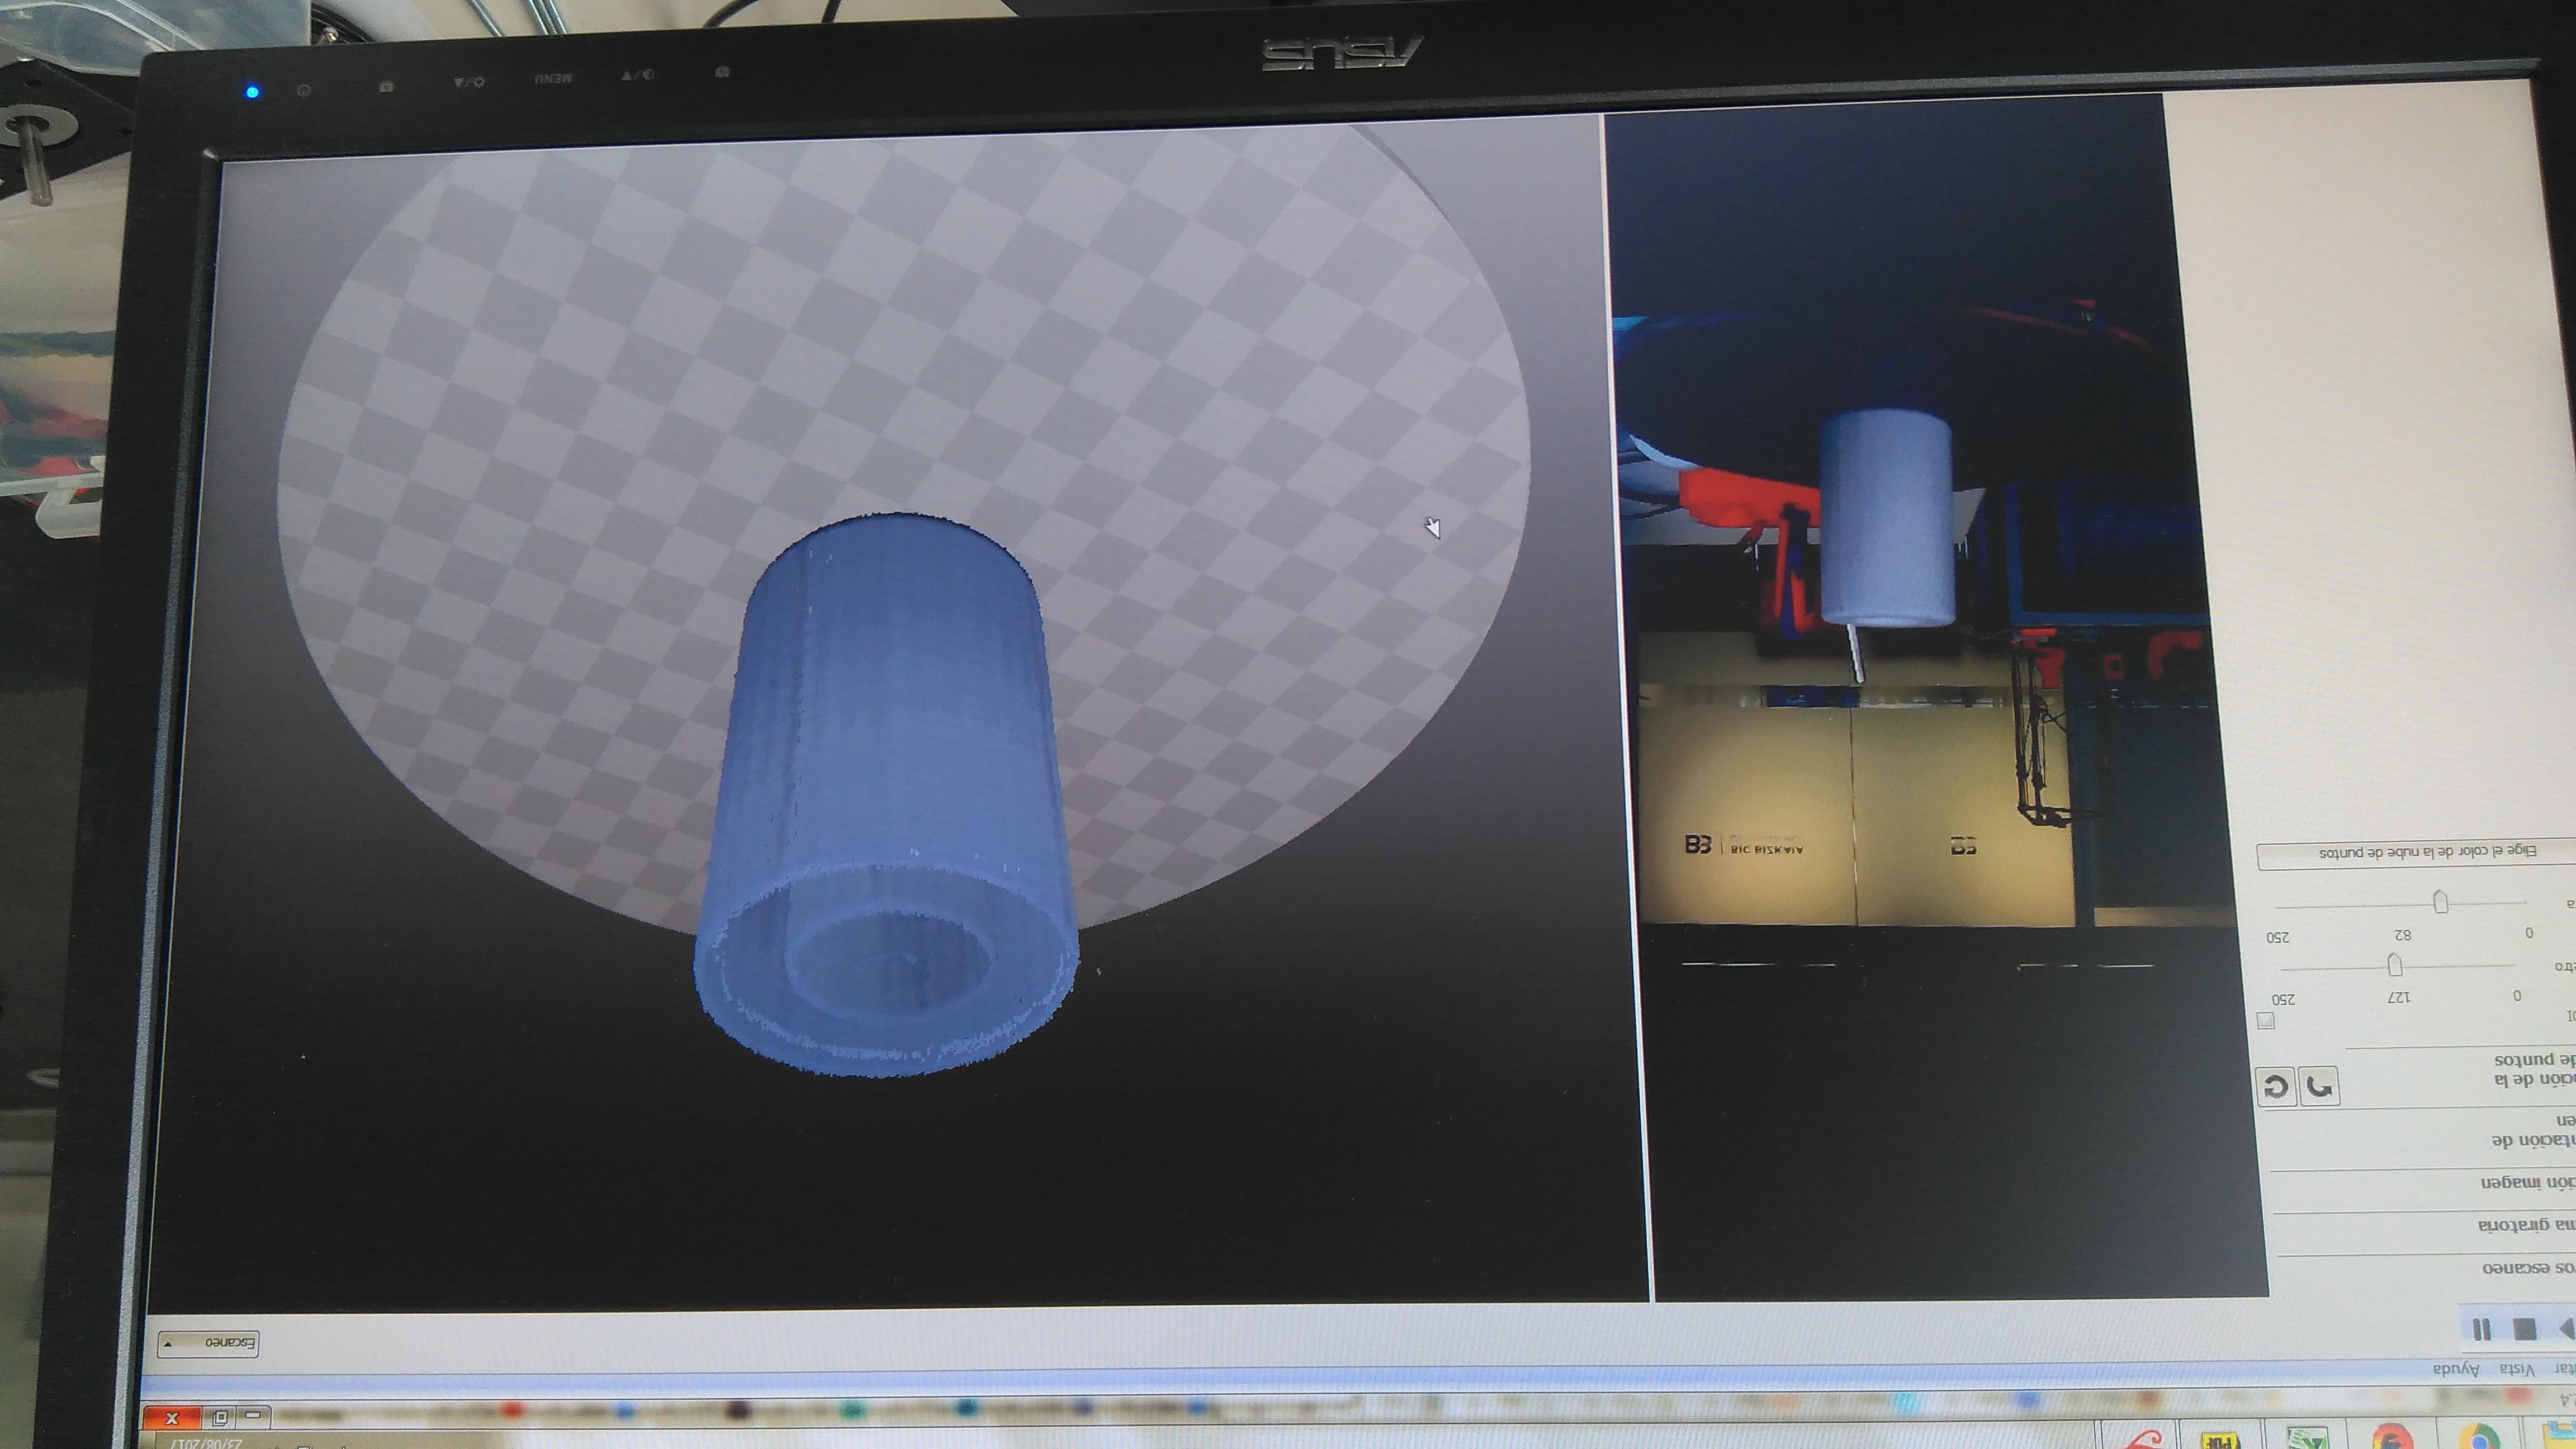 PDF
23/08/2017
2.4
itar Vista Ayuda
Escaneo
os escaneo
ma giratoria
ción imagen
ntación de
en
ación de la
de puntos
OI
0 127 250
etro
0 82 250
a
Elige el color de la nube de puntos
B3
BIC BIZKAIA | B3
ASUS
MENU